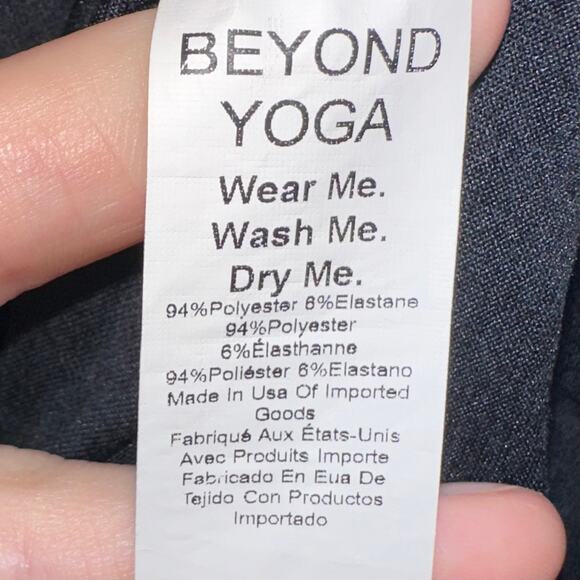 BEYOND
YOGA
Wear Me.
Wash Me.
Dry Me.
94%Polyester 6%Elastane
94%Polyester
6%Élasthanne
94%Poliéster 6%Elastano
Made In Usa Of Imported
Goods
Fabriqué Aux États-Unis
Avec Produits Importe
Fabricado En Eua De
Tejido Con Productos
Importado